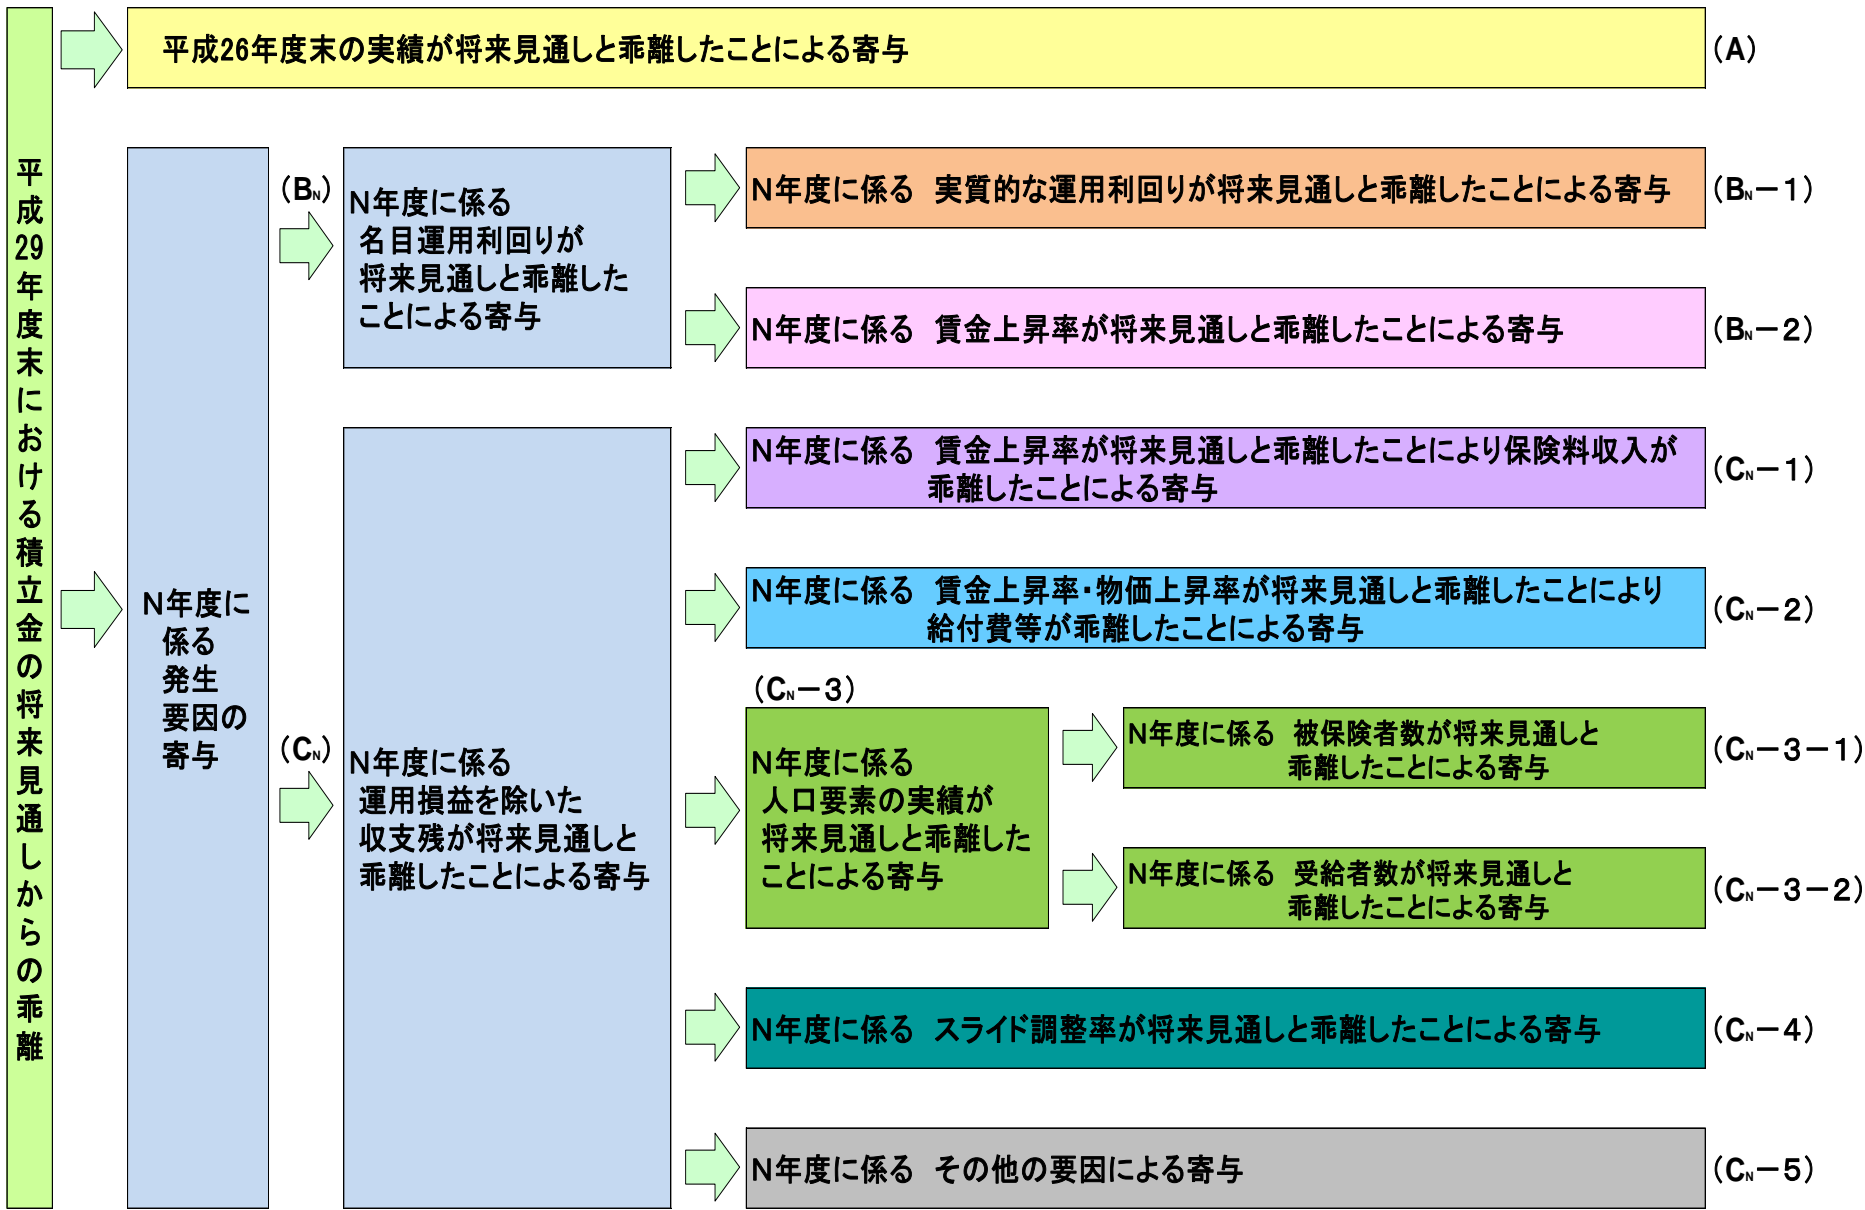 平成29年度末における積立金の将来見通しからの乖離
平成26年度末の実績が将来見通しと乖離したことによる寄与
（A）
N年度に
係る
発生
要因の
寄与
（BN）
N年度に係る
名目運用利回りが
将来見通しと乖離した
ことによる寄与
N年度に係る 実質的な運用利回りが将来見通しと乖離したことによる寄与
（BN－1）
N年度に係る 賃金上昇率が将来見通しと乖離したことによる寄与
（BN－2）
（CN）
N年度に係る
運用損益を除いた
収支残が将来見通しと
乖離したことによる寄与
N年度に係る 賃金上昇率が将来見通しと乖離したことにより保険料収入が
乖離したことによる寄与
（CN－1）
N年度に係る 賃金上昇率・物価上昇率が将来見通しと乖離したことにより
給付費等が乖離したことによる寄与
（CN－2）
（CN－3）
N年度に係る
人口要素の実績が
将来見通しと乖離した
ことによる寄与
N年度に係る 被保険者数が将来見通しと
乖離したことによる寄与
（CN－3－1）
N年度に係る 受給者数が将来見通しと
乖離したことによる寄与
（CN－3－2）
N年度に係る スライド調整率が将来見通しと乖離したことによる寄与
（CN－4）
N年度に係る その他の要因による寄与
（CN－5）